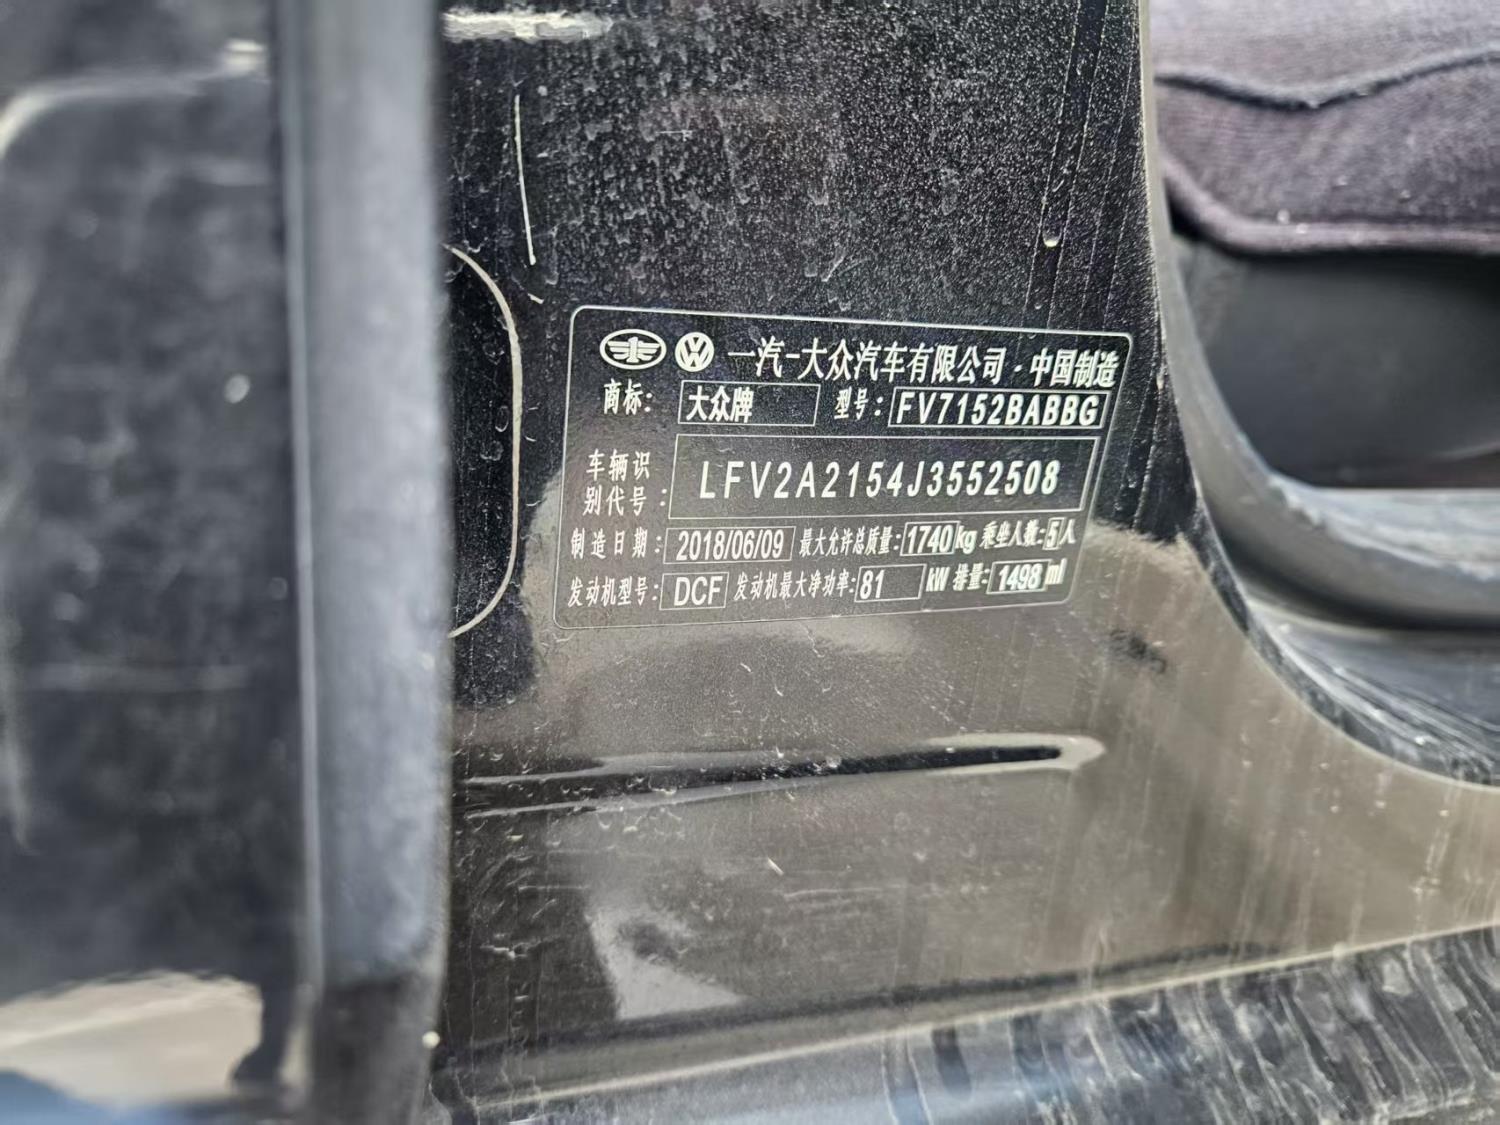 一汽-大众汽车有限公司·中国制造
商标: 大众牌 型号: FV7152BABBG
车辆识
别代号: LFV2A2154J3552508
制造日期: 2018/06/09 最大允许总质量: 1740kg 乘坐人数: 5人
发动机型号: DCF 发动机最大净功率: 81 kW 排量: 1498 ml